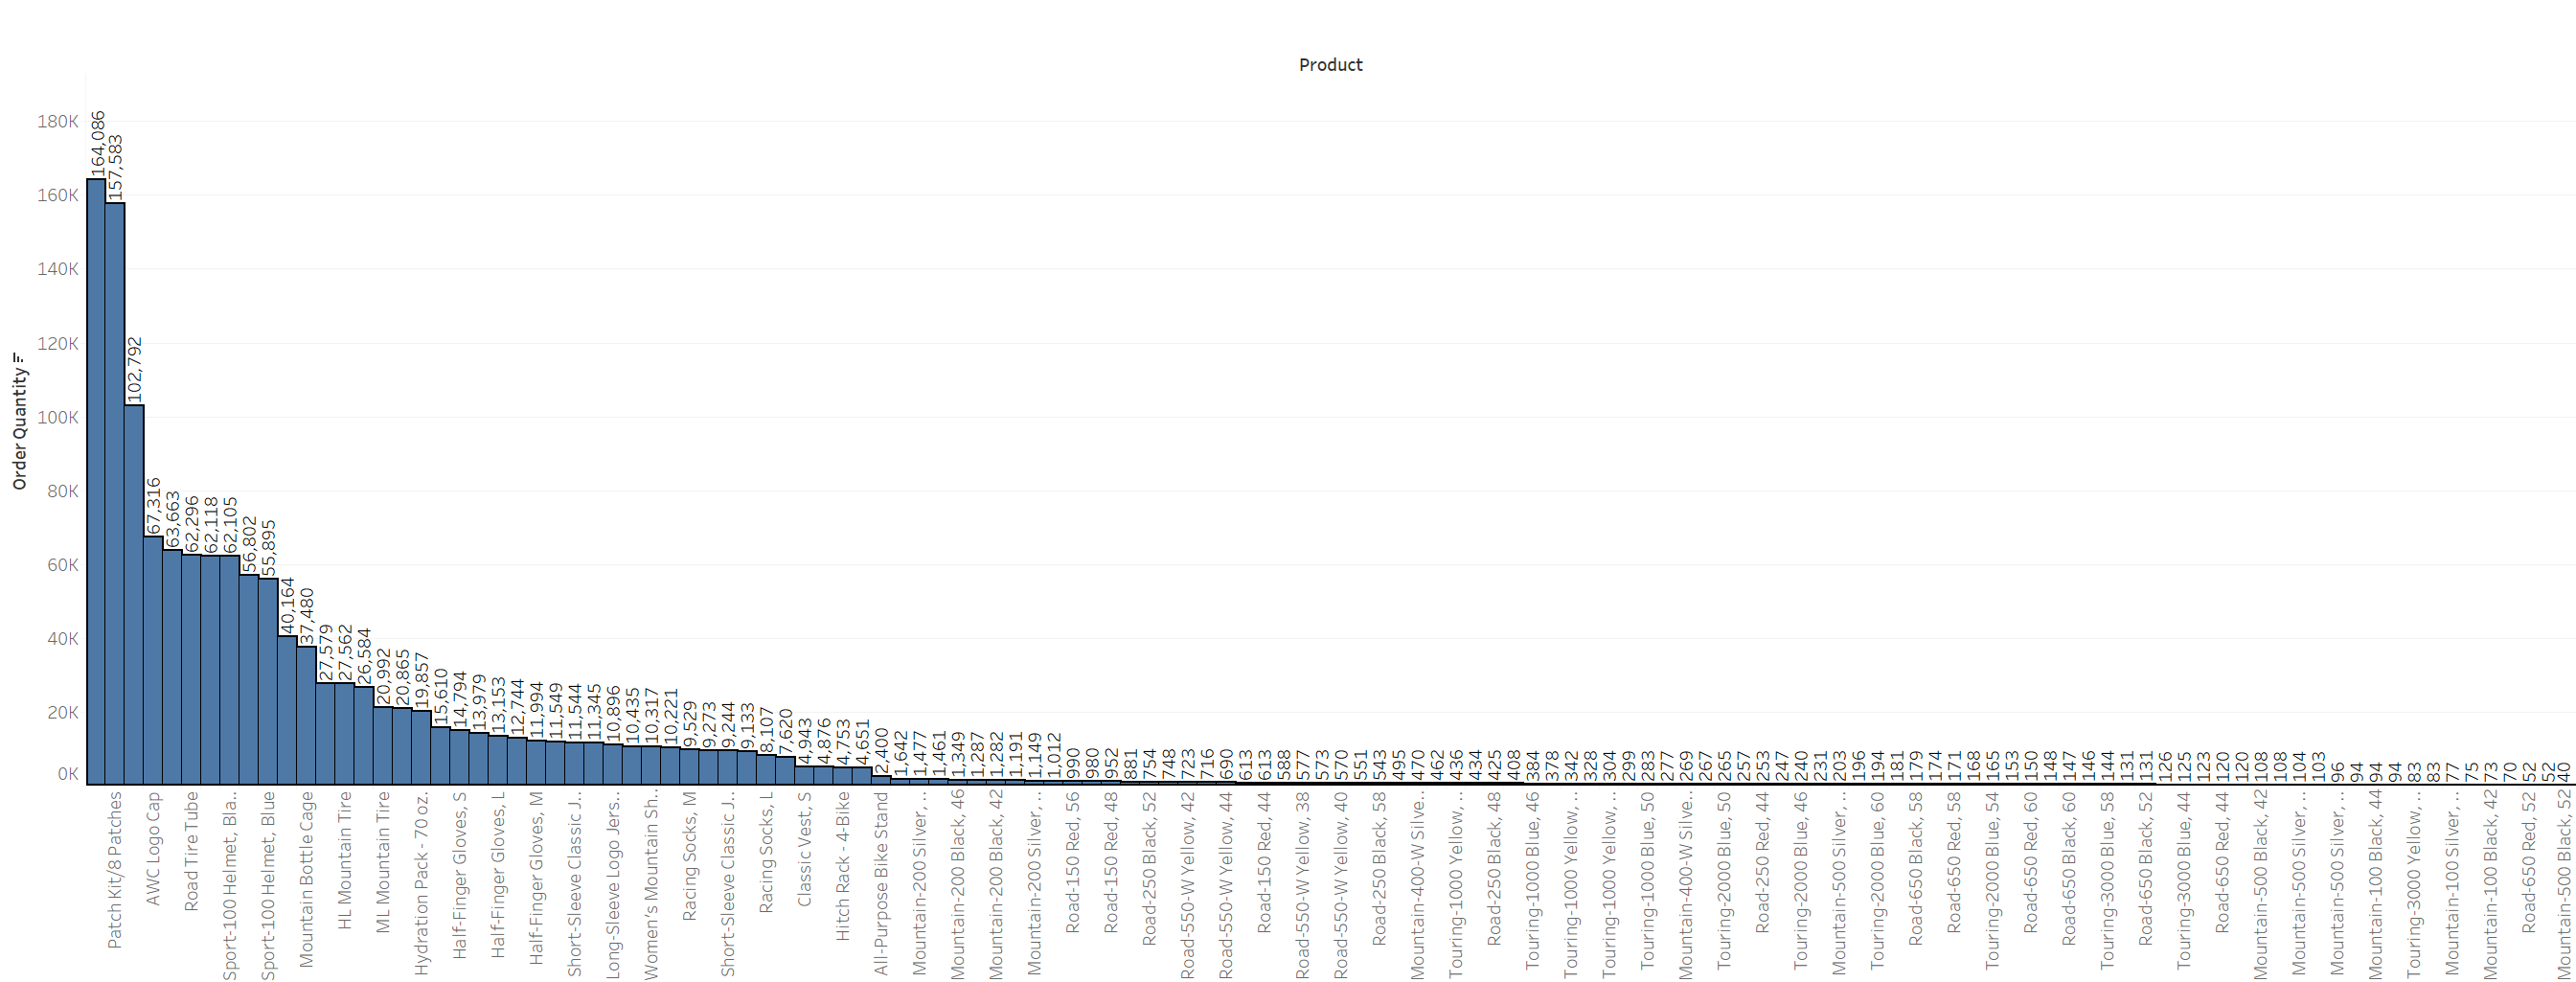 Product
Order Quantity
180K
160K
140K
120K
100K
80K
60K
40K
20K
0K
164,086
157,583
102,792
67,316
63,663
62,296
62,118
62,105
56,802
55,895
40,164
37,480
27,579
27,562
26,584
20,992
20,865
19,857
15,610
14,794
13,979
13,153
12,744
11,994
11,549
11,544
11,345
10,896
10,435
10,317
10,221
9,529
9,273
9,244
9,133
8,107
7,620
4,943
4,876
4,753
4,651
2,400
1,642
1,477
1,461
1,349
1,287
1,282
1,191
1,149
1,012
990
980
952
881
754
748
723
716
690
613
613
588
577
573
570
551
543
495
470
462
436
434
425
408
384
378
342
328
304
299
283
277
269
267
265
257
253
247
240
231
203
196
194
181
179
174
171
168
165
153
150
148
147
146
144
131
131
126
125
123
120
120
108
108
104
103
96
94
94
94
83
83
77
75
73
70
52
52
40
Patch Kit/8 Patches
AWC Logo Cap
Road Tire Tube
Sport-100 Helmet, Bla..
Sport-100 Helmet, Blue
Mountain Bottle Cage
HL Mountain Tire
ML Mountain Tire
Hydration Pack - 70 oz.
Half-Finger Gloves, S
Half-Finger Gloves, L
Half-Finger Gloves, M
Short-Sleeve Classic J..
Long-Sleeve Logo Jers..
Women's Mountain Sh..
Racing Socks, M
Short-Sleeve Classic J..
Racing Socks, L
Classic Vest, S
Hitch Rack - 4-Bike
All-Purpose Bike Stand
Mountain-200 Silver, ..
Mountain-200 Black, 46
Mountain-200 Black, 42
Mountain-200 Silver, ..
Road-150 Red, 56
Road-150 Red, 48
Road-250 Black, 52
Road-550-W Yellow, 42
Road-550-W Yellow, 44
Road-150 Red, 44
Road-550-W Yellow, 38
Road-550-W Yellow, 40
Road-250 Black, 58
Mountain-400-W Silve..
Touring-1000 Yellow, ..
Road-250 Black, 48
Touring-1000 Blue, 46
Touring-1000 Yellow, ..
Touring-1000 Yellow, ..
Touring-1000 Blue, 50
Mountain-400-W Silve..
Touring-2000 Blue, 50
Road-250 Red, 44
Touring-2000 Blue, 46
Mountain-500 Silver, ..
Touring-2000 Blue, 60
Road-650 Black, 58
Road-650 Red, 58
Touring-2000 Blue, 54
Road-650 Red, 60
Road-650 Black, 60
Touring-3000 Blue, 58
Road-650 Black, 52
Touring-3000 Blue, 44
Road-650 Red, 44
Mountain-500 Black, 42
Mountain-500 Silver, ..
Mountain-500 Silver, ..
Mountain-100 Black, 44
Touring-3000 Yellow, ..
Mountain-100 Silver, ..
Mountain-100 Black, 42
Road-650 Red, 52
Mountain-500 Black, 52